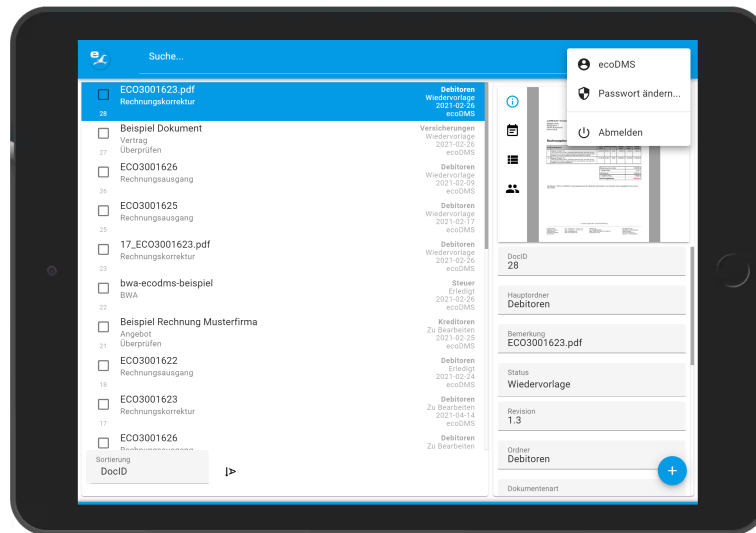 Suche...
ecoDMS
Passwort ändern...
Abmelden
ECO3001623.pdf
Debitoren
Rechnungskorrektur
Wiedervorlage
2021-02-26
28
ecoDMS
Beispiel Dokument
Versicherungen
Vertrag
Wiedervorlage
Überprüfen
2021-02-26
27
ecoDMS
ECO3001626
Debitoren
Rechnungsausgang
Wiedervorlage
2021-02-09
26
ecoDMS
ECO3001625
Debitoren
Rechnungsausgang
Wiedervorlage
2021-02-17
25
ecoDMS
17_ECO3001623.pdf
Debitoren
Rechnungskorrektur
Wiedervorlage
2021-02-26
23
ecoDMS
bwa-ecodms-beispiel
Steuer
BWA
Erledigt
2021-02-26
22
ecoDMS
Beispiel Rechnung Musterfirma
Kreditoren
Angebot
Zu Bearbeiten
Überprüfen
2021-02-25
21
ecoDMS
ECO3001622
Debitoren
Rechnungsausgang
Erledigt
2021-02-24
18
ecoDMS
ECO3001623
Debitoren
Rechnungskorrektur
Zu Bearbeiten
2021-04-14
17
ecoDMS
ECO3001626
Debitoren
Rechnungsausgang
Zu Bearbeiten
Sortierung
DocID
DocID
28
Hauptordner
Debitoren
Bemerkung
ECO3001623.pdf
Status
Wiedervorlage
Revision
1.3
Ordner
Debitoren
Dokumentenart